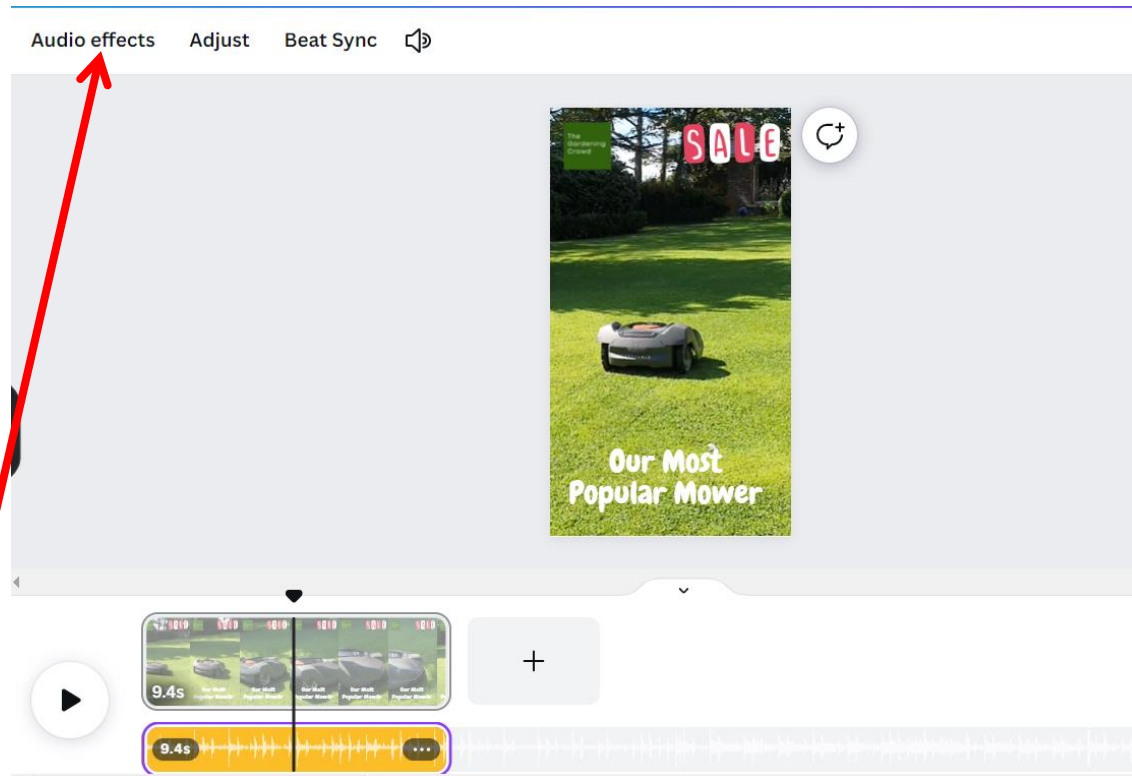 Audio effects Adjust Beat Sync
The
Gardening
Crowd
SALE
Our Most
Popular Mower
9.4s
9.4s